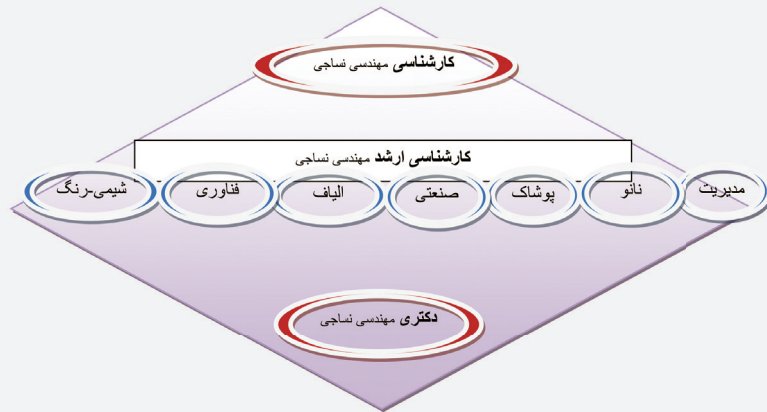 کارشناسی مهندسی نساجی
کارشناسی ارشد مهندسی نساجی
مدیریت نانو پوشاک صنعتی الیاف فناوری شیمی-رنگ
دکتری مهندسی نساجی